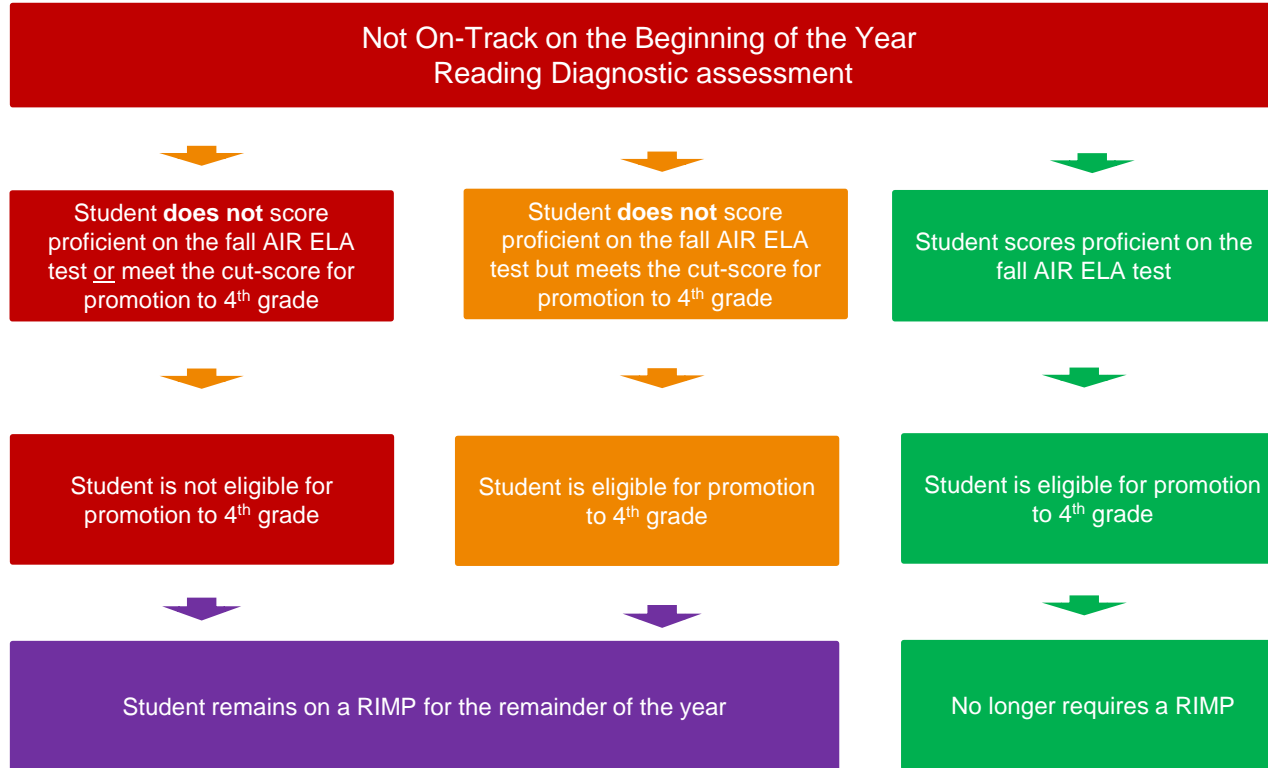 Not On-Track on the Beginning of the Year
Reading Diagnostic assessment
Student does not score
proficient on the fall AIR ELA
test or meet the cut-score for
promotion to 4th grade
Student does not score
proficient on the fall AIR ELA
test but meets the cut-score for
promotion to 4th grade
Student scores proficient on the
fall AIR ELA test
Student is not eligible for
promotion to 4th grade
Student is eligible for promotion
to 4th grade
Student is eligible for promotion
to 4th grade
Student remains on a RIMP for the remainder of the year
No longer requires a RIMP